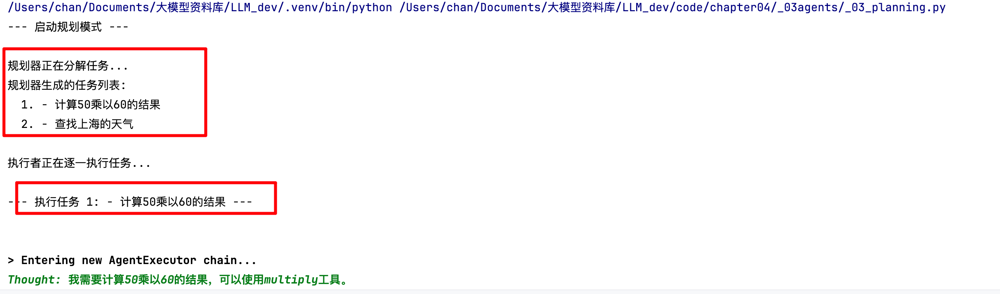 /Users/chan/Documents/大模型资料库/LLM_dev/.venv/bin/python /Users/chan/Documents/大模型资料库/LLM_dev/code/chapter04/_03agents/_03_planning.py
--- 启动规划模式 ---
规划器正在分解任务...
规划器生成的任务列表:
1. - 计算50乘以60的结果
2. - 查找上海的天气
执行者正在逐一执行任务...
--- 执行任务 1: - 计算50乘以60的结果 ---
> Entering new AgentExecutor chain...
Thought: 我需要计算50乘以60的结果，可以使用multiply工具。